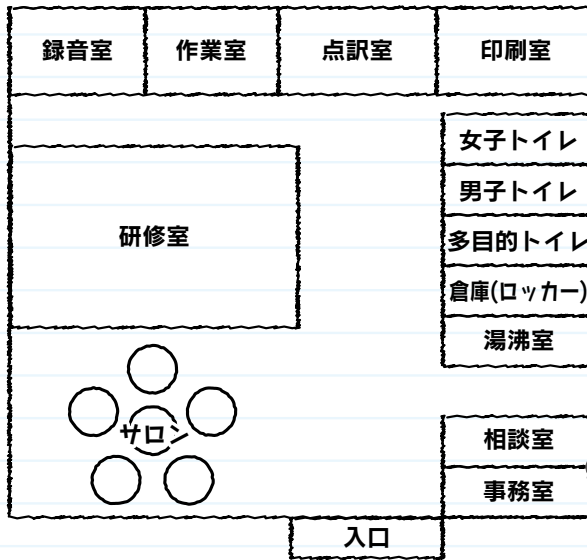 録音室
作業室
点訳室
印刷室
女子トイレ
男子トイレ
研修室
多目的トイレ
倉庫(ロッカー)
湯沸室
サロン
相談室
事務室
入口